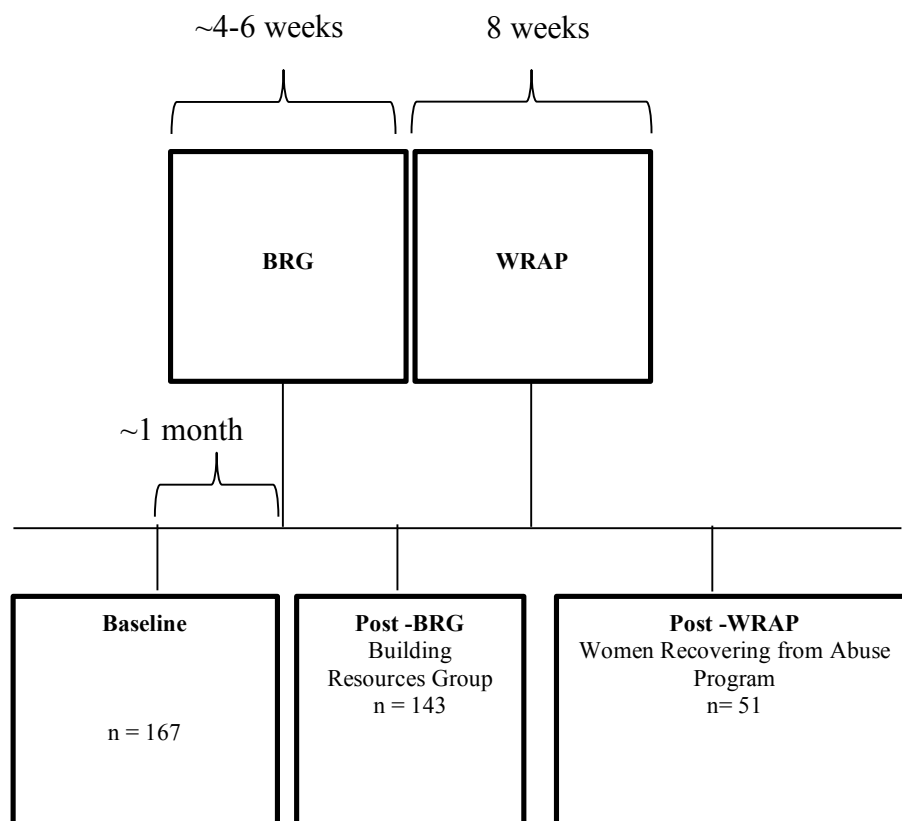 ~4-6 weeks
8 weeks
BRG
WRAP
~1 month
Baseline
n = 167
Post -BRG
Building
Resources Group
n = 143
Post -WRAP
Women Recovering from Abuse
Program
n= 51